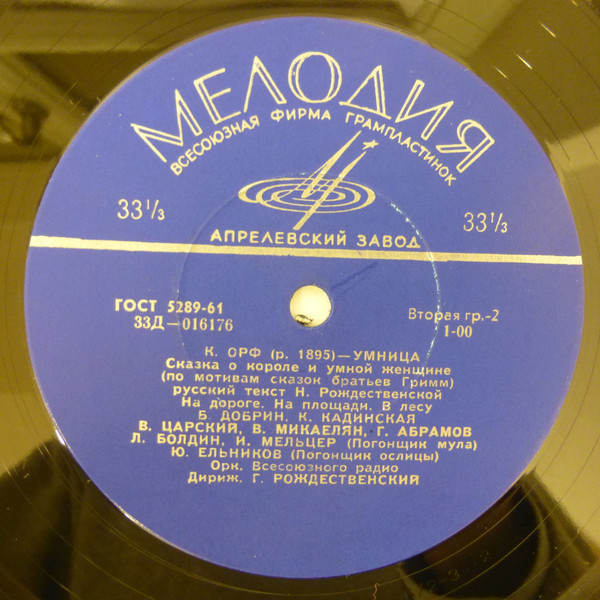 МЕЛОДИЯ
ВСЕСОЮЗНАЯ ФИРМА ГРАМПЛАСТИНОК
33⅓ 33⅓
АПРЕЛЕВСКИЙ ЗАВОД
ГОСТ 5289-61 Вторая гр.-2
33Д—016176 1-00
К. ОРФ (р. 1895)—УМНИЦА
Сказка о короле и умной женщине
(по мотивам сказок братьев Гримм)
русский текст Н. Рождественской
На дороге. На площади. В лесу
Б. ДОБРИН, К. КАДИНСКАЯ
В. ЦАРСКИЙ, В. МИКАЕЛЯН, Г. АБРАМОВ
Л. БОЛДИН, И. МЕЛЬЦЕР (Погонщик мула)
Ю. ЕЛЬНИКОВ (Погонщик ослицы)
Орк. Всесоюзного радио
Дириж. Г. РОЖДЕСТВЕНСКИЙ